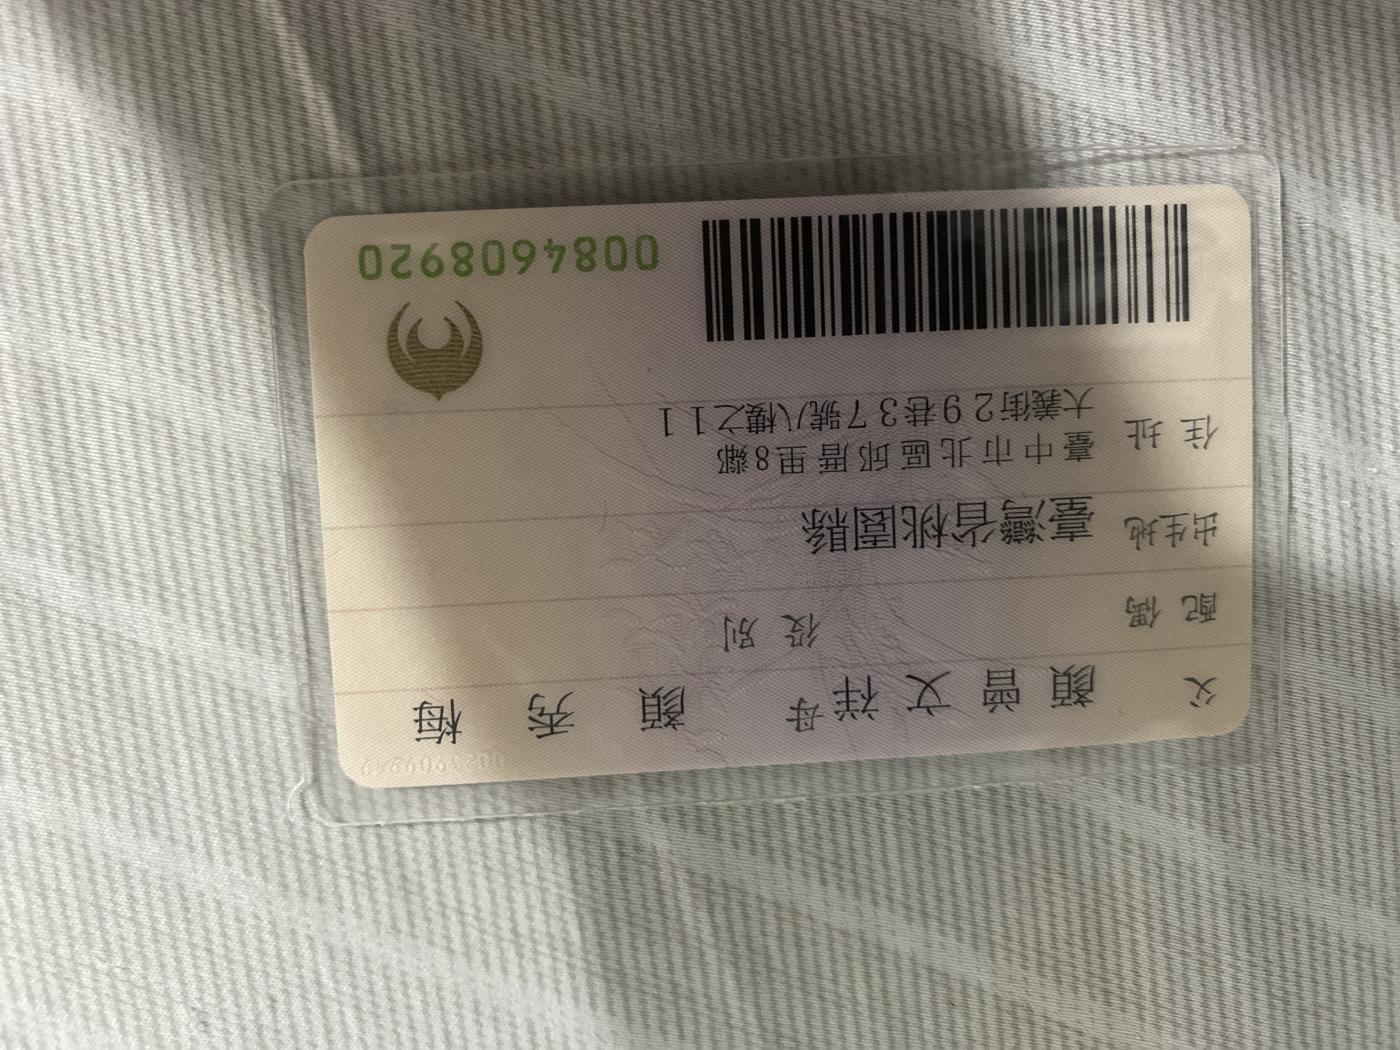 父 顏曾文祥 母 顏秀梅
配偶 役別
出生地 臺灣省桃園縣
住址 臺中市北區邱厝里8鄰
大義街29巷37號八樓之11
0084608920